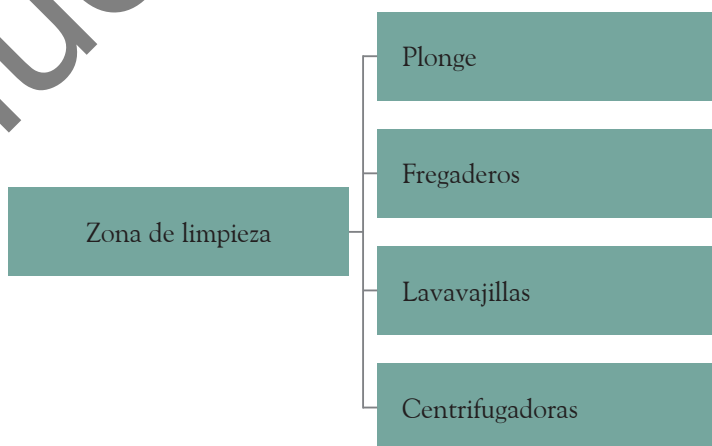 Plonge
Fregaderos
Zona de limpieza
Lavavajillas
Centrifugadoras